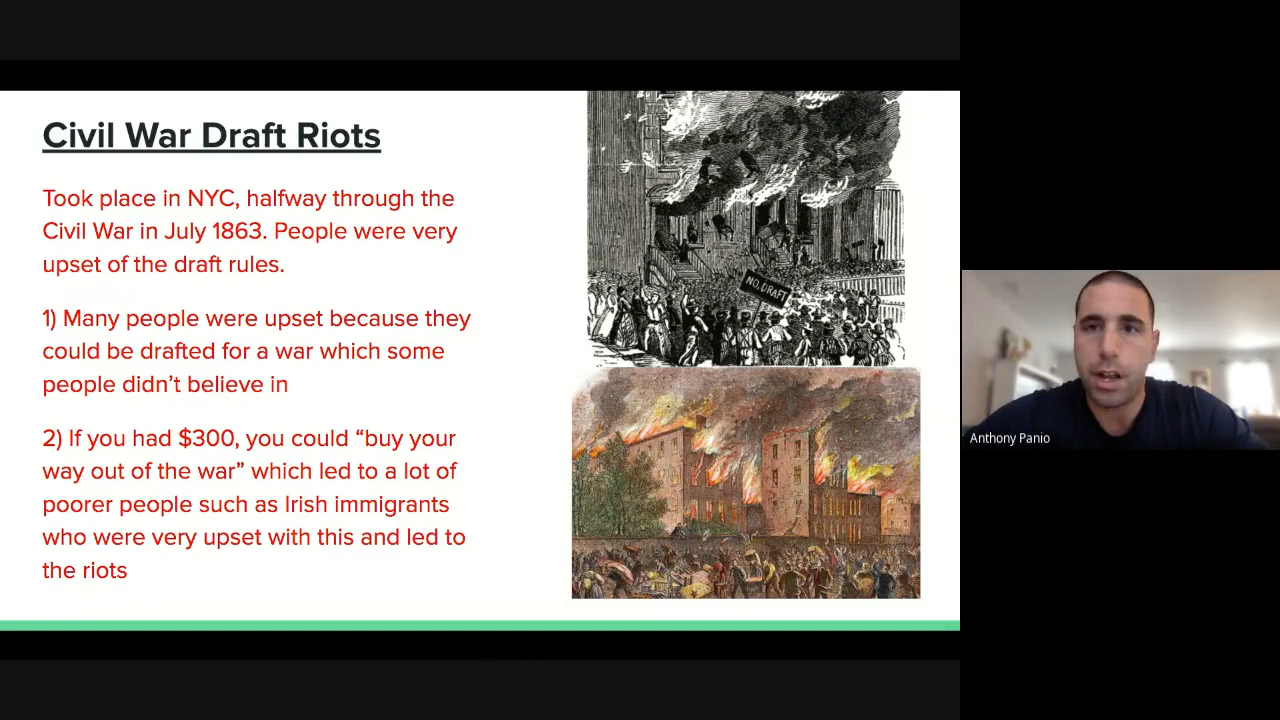 Civil War Draft Riots
Took place in NYC, halfway through the
Civil War in July 1863. People were very
upset of the draft rules.
1) Many people were upset because they
could be drafted for a war which some
people didn’t believe in
2) If you had $300, you could “buy your
way out of the war” which led to a lot of
poorer people such as Irish immigrants
who were very upset with this and led to
the riots
NO DRAFT
Anthony Panio